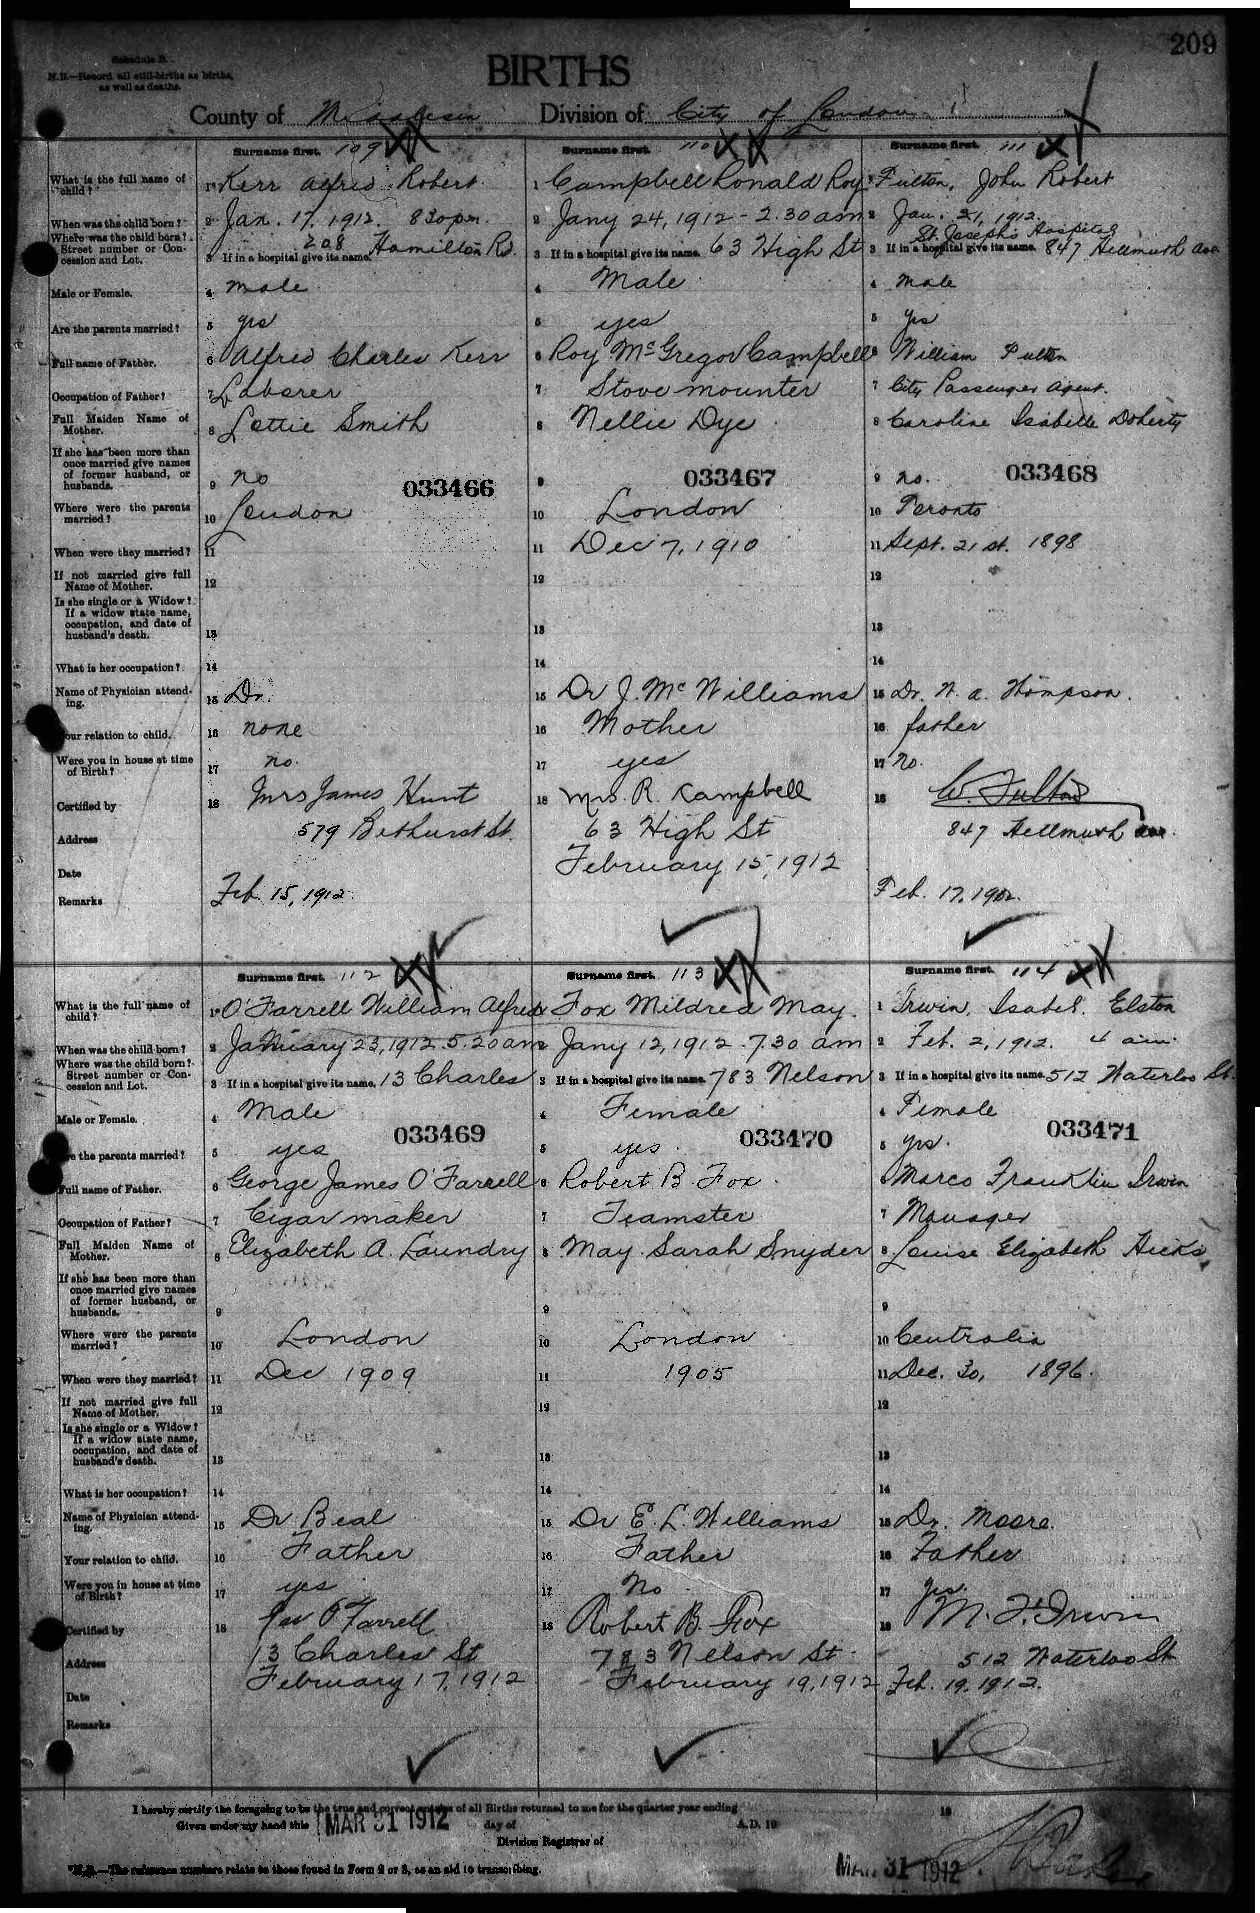 209
Schedule B.
N.B.—Record all still-births as births,
as well as deaths.
BIRTHS
County of Middlesex Division of City of London
Surname first. 109
Surname first. 110
Surname first. 111
What is the full name of child?
1 Kerr Alfred Robert
1 Campbell Ronald Roy
1 Fulton, John Robert
When was the child born?
2 Jan. 17, 1912. 8 30 pm.
2 Jany 24, 1912 - 2.30 am
2 Jan. 31, 1912.
Where was the child born? Street number or Concession and Lot.
3 If in a hospital give its name. 208 Hamilton Rd.
3 If in a hospital give its name. 63 High St
3 If in a hospital give its name. St. Joseph's Hospital 847 Hellmuth Ave
Male or Female.
4 male
4 Male
4 male
Are the parents married?
5 yes
5 yes
5 yes
Full name of Father.
6 Alfred Charles Kerr
6 Roy McGregor Campbell
6 William Fulton
Occupation of Father?
7 Laborer
7 Stove mounter
7 City Passenger Agent.
Full Maiden Name of Mother.
8 Lottie Smith
8 Nellie Dye
8 Caroline Isabelle Doherty
If she has been more than once married give names of former husband, or husbands.
9 no 033466
9 033467
9 no. 033468
Where were the parents married?
10 London
10 London
10 Toronto
When were they married?
11
11 Dec 7, 1910
11 Sept. 21st. 1898
If not married give full Name of Mother.
12
12
12
Is she single or a Widow? If a widow state name, occupation, and date of husband's death.
13
13
13
What is her occupation?
14
14
14
Name of Physician attending.
15 Dr.
15 Dr J. McWilliams
15 Dr. W. A. Thompson.
Your relation to child.
16 none
16 Mother
16 father
Were you in house at time of Birth?
17 no.
17 yes
17 no.
Certified by
18 Mrs James Hunt
18 Mrs. R. Campbell
18 W. Fulton
Address
579 Bathurst St.
63 High St
847 Hellmuth Ave.
Date
Feb. 15, 1912.
February 15, 1912
Feb. 17, 1912.
Remarks
Surname first. 112
Surname first. 113
Surname first. 114
What is the full name of child?
1 O'Farrell William Alfred
1 Fox Mildred May.
1 Irwin, Isabel. Elston
When was the child born?
2 January 23, 1912. 5.20 am
2 Jany 12, 1912. 7.30 am
2 Feb. 2, 1912. 4 am.
Where was the child born? Street number or Concession and Lot.
3 If in a hospital give its name. 13 Charles
3 If in a hospital give its name. 783 Nelson
3 If in a hospital give its name. 512 Waterloo St.
Male or Female.
4 Male
4 Female
4 Female
033469
033470
033471
Are the parents married?
5 yes
5 yes.
5 yes.
Full name of Father.
6 George James O'Farrell
6 Robert B. Fox.
6 Marco Franklin Irwin
Occupation of Father?
7 Cigar maker
7 Teamster
7 Manager
Full Maiden Name of Mother.
8 Elizabeth A. Laundry
8 May Sarah Snyder
8 Louise Elizabeth Hicks
If she has been more than once married give names of former husband, or husbands.
9
9
9
Where were the parents married?
10 London
10 London
10 Centralia
When were they married?
11 Dec 1909
11 1905
11 Dec. 30, 1896.
If not married give full Name of Mother.
12
12
12
Is she single or a Widow? If a widow state name, occupation, and date of husband's death.
13
13
13
What is her occupation?
14
14
14
Name of Physician attending.
15 Dr Beal
15 Dr E. L. Williams
15 Dr. Moore.
Your relation to child.
16 Father
16 Father
16 Father
Were you in house at time of Birth?
17 yes
17 No
17 yes.
Certified by
18 O'Farrell
18 Robert B. Fox
18 M. F. Irwin
Address
13 Charles St
783 Nelson St
512 Waterloo St
Date
February 17, 1912
February 19, 1912
Feb. 19, 1912.
Remarks
I hereby certify the foregoing to be the true and correct entries of all Births returned to me for the quarter year ending 19
Given under my hand this MAR 31 1912 day of A.D. 19
Division Registrar of
*N.B.—The reference numbers relate to those found in Form 2 or 3, as an aid to transcribing.
MAR 31 1912